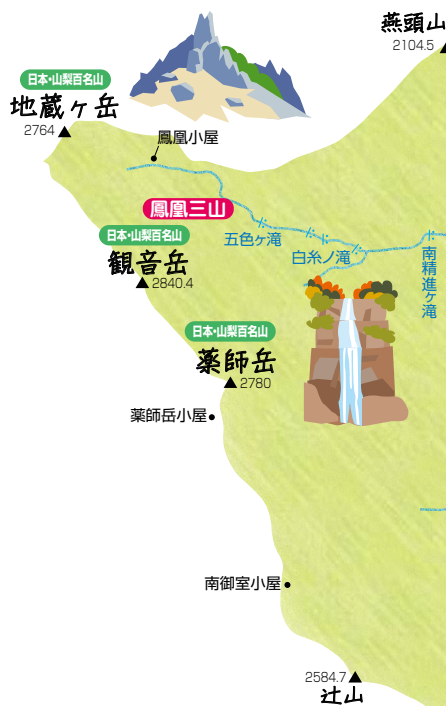 燕頭山
2104.5
日本・山梨百名山
地蔵ヶ岳
2764
鳳凰小屋
鳳凰三山
五色ヶ滝
白糸ノ滝
南精進ヶ滝
日本・山梨百名山
観音岳
2840.4
日本・山梨百名山
薬師岳
2780
薬師岳小屋
南御室小屋
2584.7
辻山